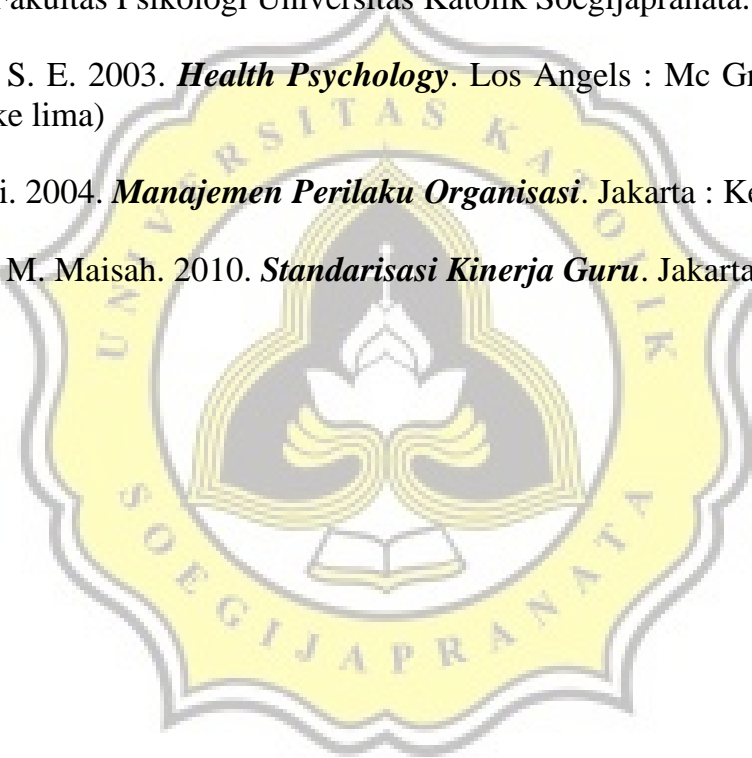 Fakultas Psikologi Universitas Katolik Soegijapranata.
S. E. 2003. Health Psychology. Los Angels : Mc Gr
ke lima)
i. 2004. Manajemen Perilaku Organisasi. Jakarta : Ke
M. Maisah. 2010. Standarisasi Kinerja Guru. Jakarta
UNIVERSITAS KATOLIK
SOEGIJAPRANATA